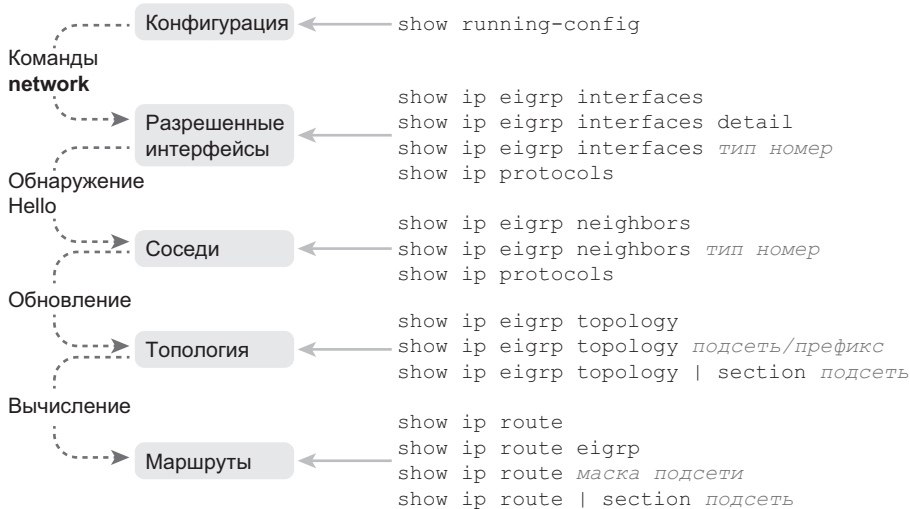 Конфигурация
show running-config
Команды
network
Разрешенные
интерфейсы
show ip eigrp interfaces
show ip eigrp interfaces detail
show ip eigrp interfaces тип номер
show ip protocols
Обнаружение
Hello
Соседи
show ip eigrp neighbors
show ip eigrp neighbors тип номер
show ip protocols
Обновление
Топология
show ip eigrp topology
show ip eigrp topology подсеть/префикс
show ip eigrp topology | section подсеть
Вычисление
Маршруты
show ip route
show ip route eigrp
show ip route маска подсети
show ip route | section подсеть